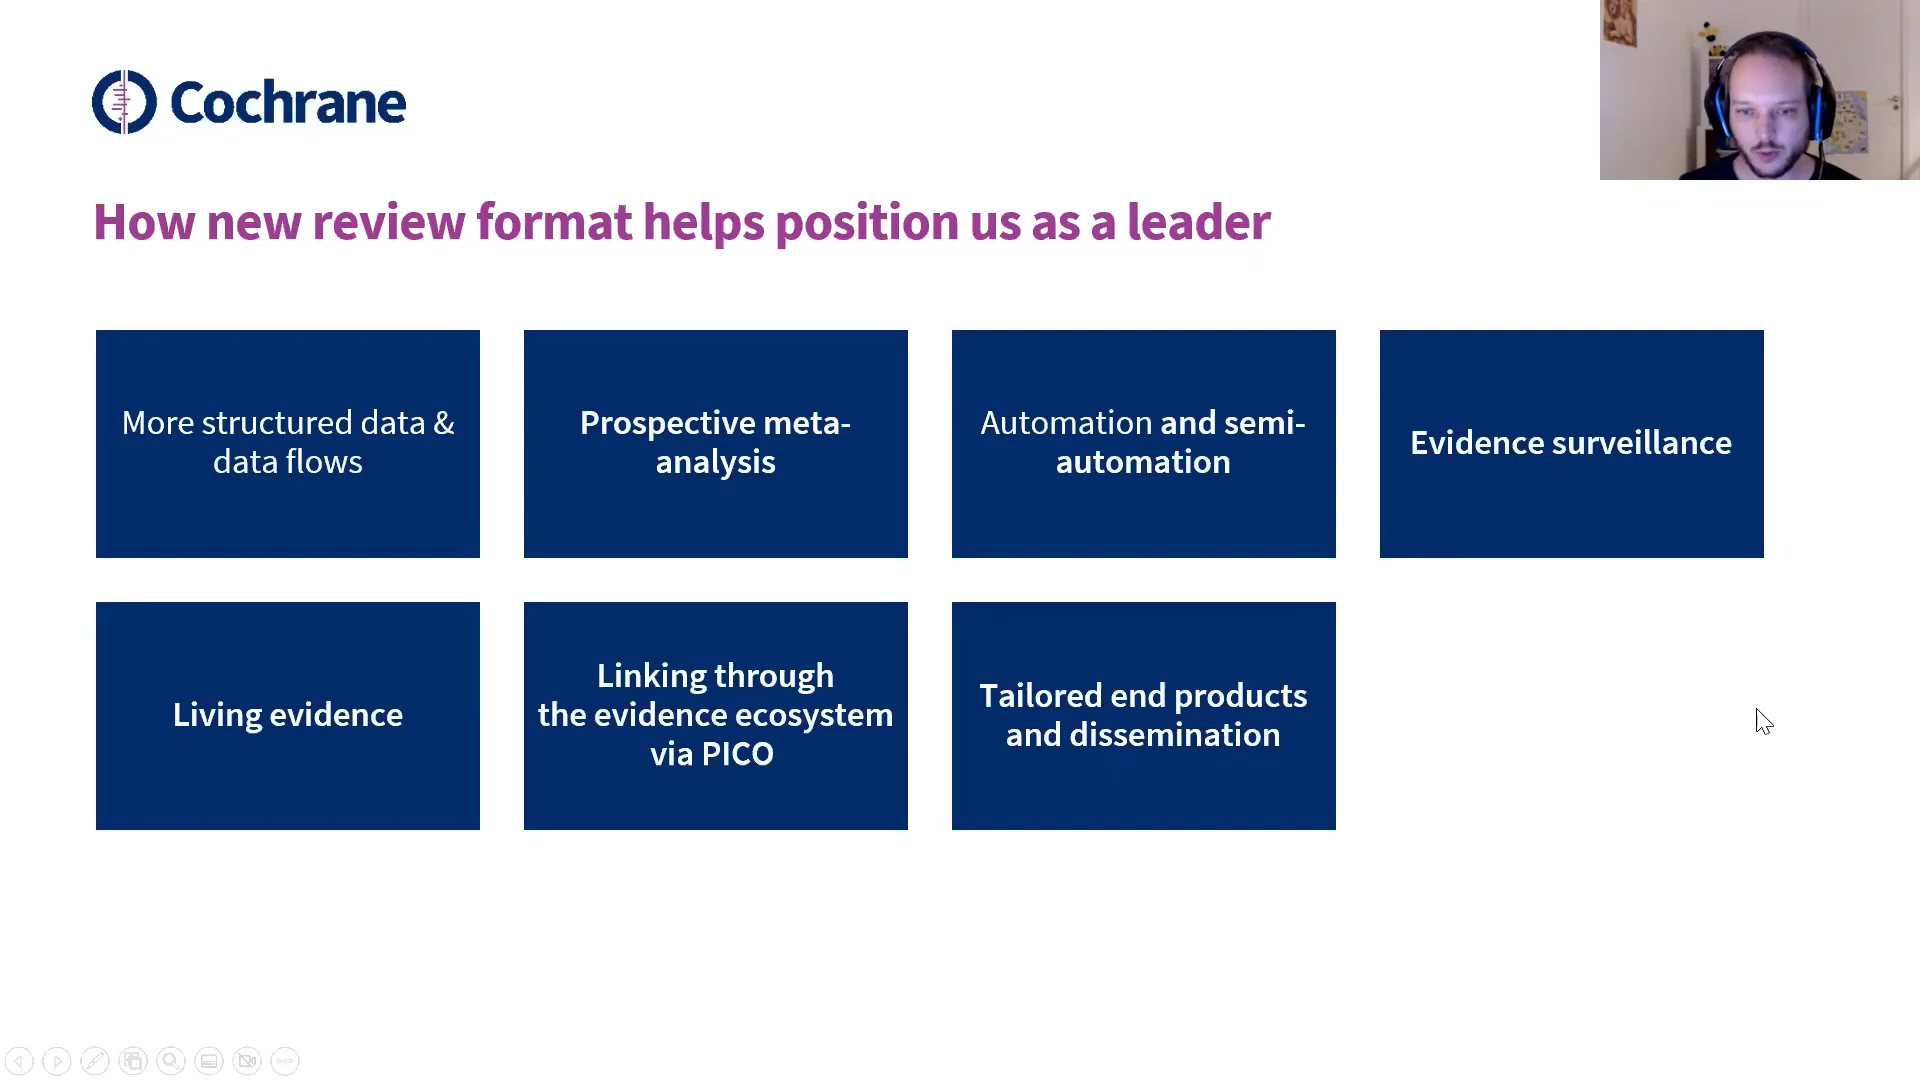 Cochrane
How new review format helps position us as a leader
More structured data &
data flows
Prospective meta-
analysis
Automation and semi-
automation
Evidence surveillance
Living evidence
Linking through
the evidence ecosystem
via PICO
Tailored end products
and dissemination